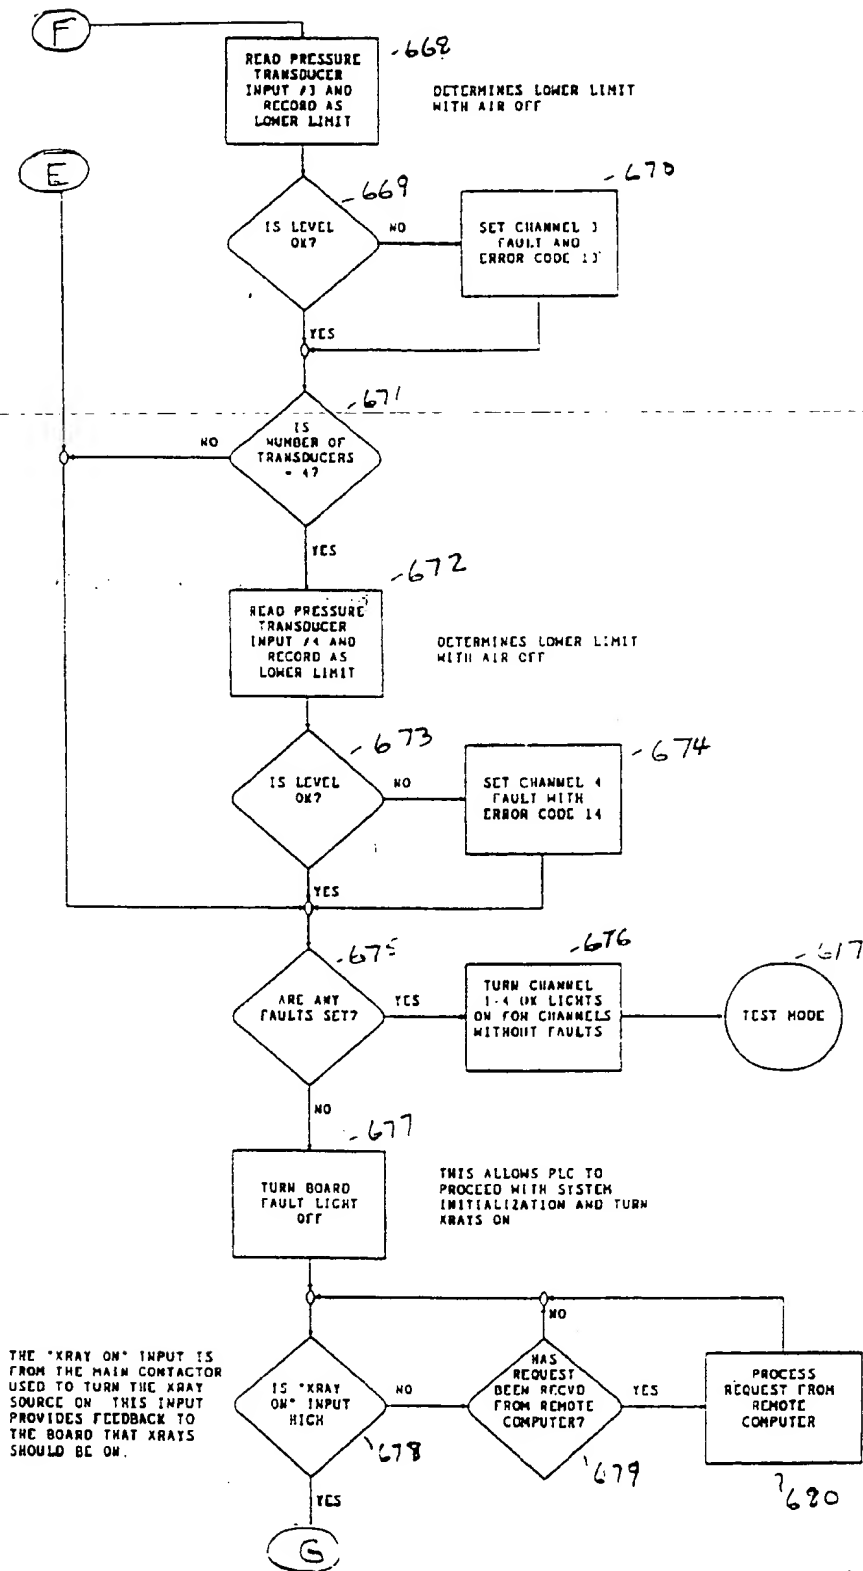 F
668
READ PRESSURE
TRANSDUCER
INPUT #3 AND
RECORD AS
LOWER LIMIT
DETERMINES LOWER LIMIT
WITH AIR OFF
E
669
670
IS LEVEL
OK?
NO
SET CHANNEL 3
FAULT AND
ERROR CODE 13
YES
671
IS
NUMBER OF
TRANSDUCERS
= 4?
NO
YES
672
READ PRESSURE
TRANSDUCER
INPUT #4 AND
RECORD AS
LOWER LIMIT
DETERMINES LOWER LIMIT
WITH AIR OFF
673
674
IS LEVEL
OK?
NO
SET CHANNEL 4
FAULT WITH
ERROR CODE 14
YES
675
676
617
ARE ANY
FAULTS SET?
YES
TURN CHANNEL
1-4 OK LIGHTS
ON FOR CHANNELS
WITHOUT FAULTS
TEST MODE
NO
677
TURN BOARD
FAULT LIGHT
OFF
THIS ALLOWS PLC TO
PROCEED WITH SYSTEM
INITIALIZATION AND TURN
XRAYS ON
NO
THE "XRAY ON" INPUT IS
FROM THE MAIN CONTACTOR
USED TO TURN THE XRAY
SOURCE ON THIS INPUT
PROVIDES FEEDBACK TO
THE BOARD THAT XRAYS
SHOULD BE ON.
IS "XRAY
ON" INPUT
HIGH
NO
HAS
REQUEST
BEEN RECVD
FROM REMOTE
COMPUTER?
YES
PROCESS
REQUEST FROM
REMOTE
COMPUTER
678
679
680
YES
G